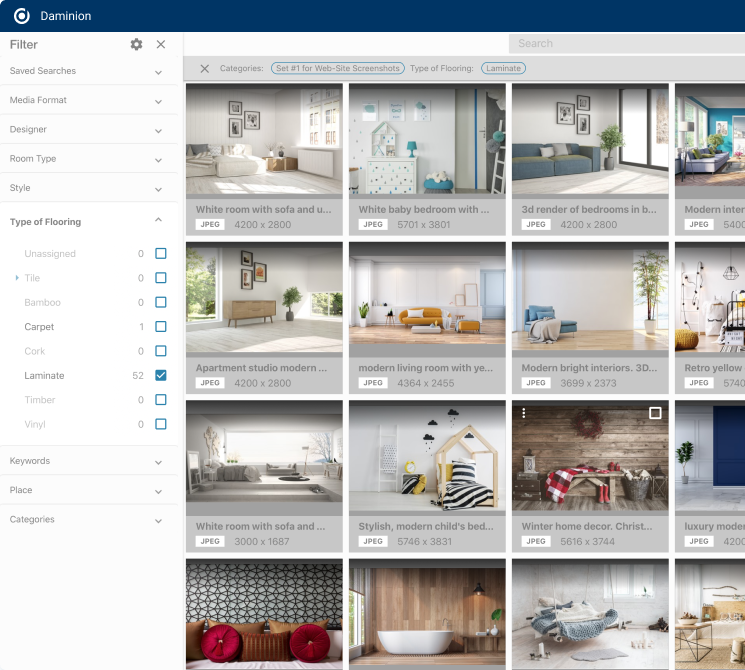 Daminion
Filter
Search
Saved Searches
Categories: Set #1 for Web-Site Screenshots Type of Flooring: Laminate
Media Format
Designer
Room Type
Style
Type of Flooring
Unassigned 0
Tile 0
Bamboo 0
Carpet 1
Cork 0
Laminate 52
Timber 0
Vinyl 0
Keywords
Place
Categories
White room with sofa and u...
JPEG 4200 x 2800
White baby bedroom with ...
JPEG 5701 x 3801
3d render of bedrooms in b...
JPEG 4200 x 2800
Modern inter
JPEG 5400
Apartment studio modern ...
JPEG 4200 x 2800
modern living room with ye...
JPEG 4364 x 2455
Modern bright interiors. 3D...
JPEG 3699 x 2373
Retro yellow
JPEG 5740
White room with sofa and ...
JPEG 3000 x 1687
Stylish, modern child's bed...
JPEG 5746 x 3831
Winter home decor. Christ...
JPEG 5616 x 3744
luxury moder
JPEG 4200